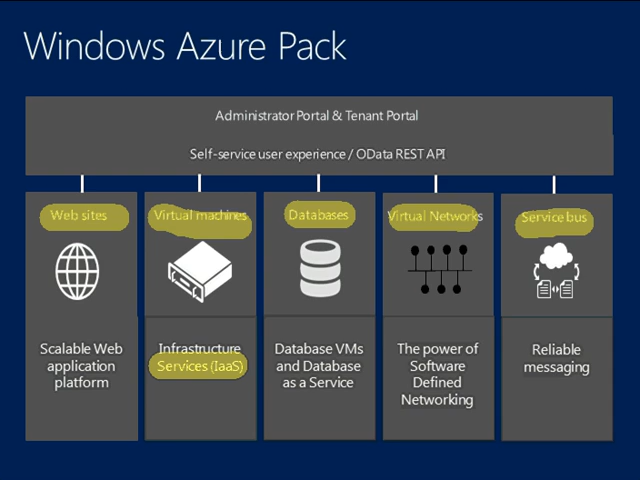 Windows Azure Pack
Administrator Portal & Tenant Portal
Self-service user experience / OData REST API
Web sites
Virtual machines
Databases
Virtual Networks
Service bus
Scalable Web
application
platform
Infrastructure
Services (IaaS)
Database VMs
and Database
as a Service
The power of
Software
Defined
Networking
Reliable
messaging